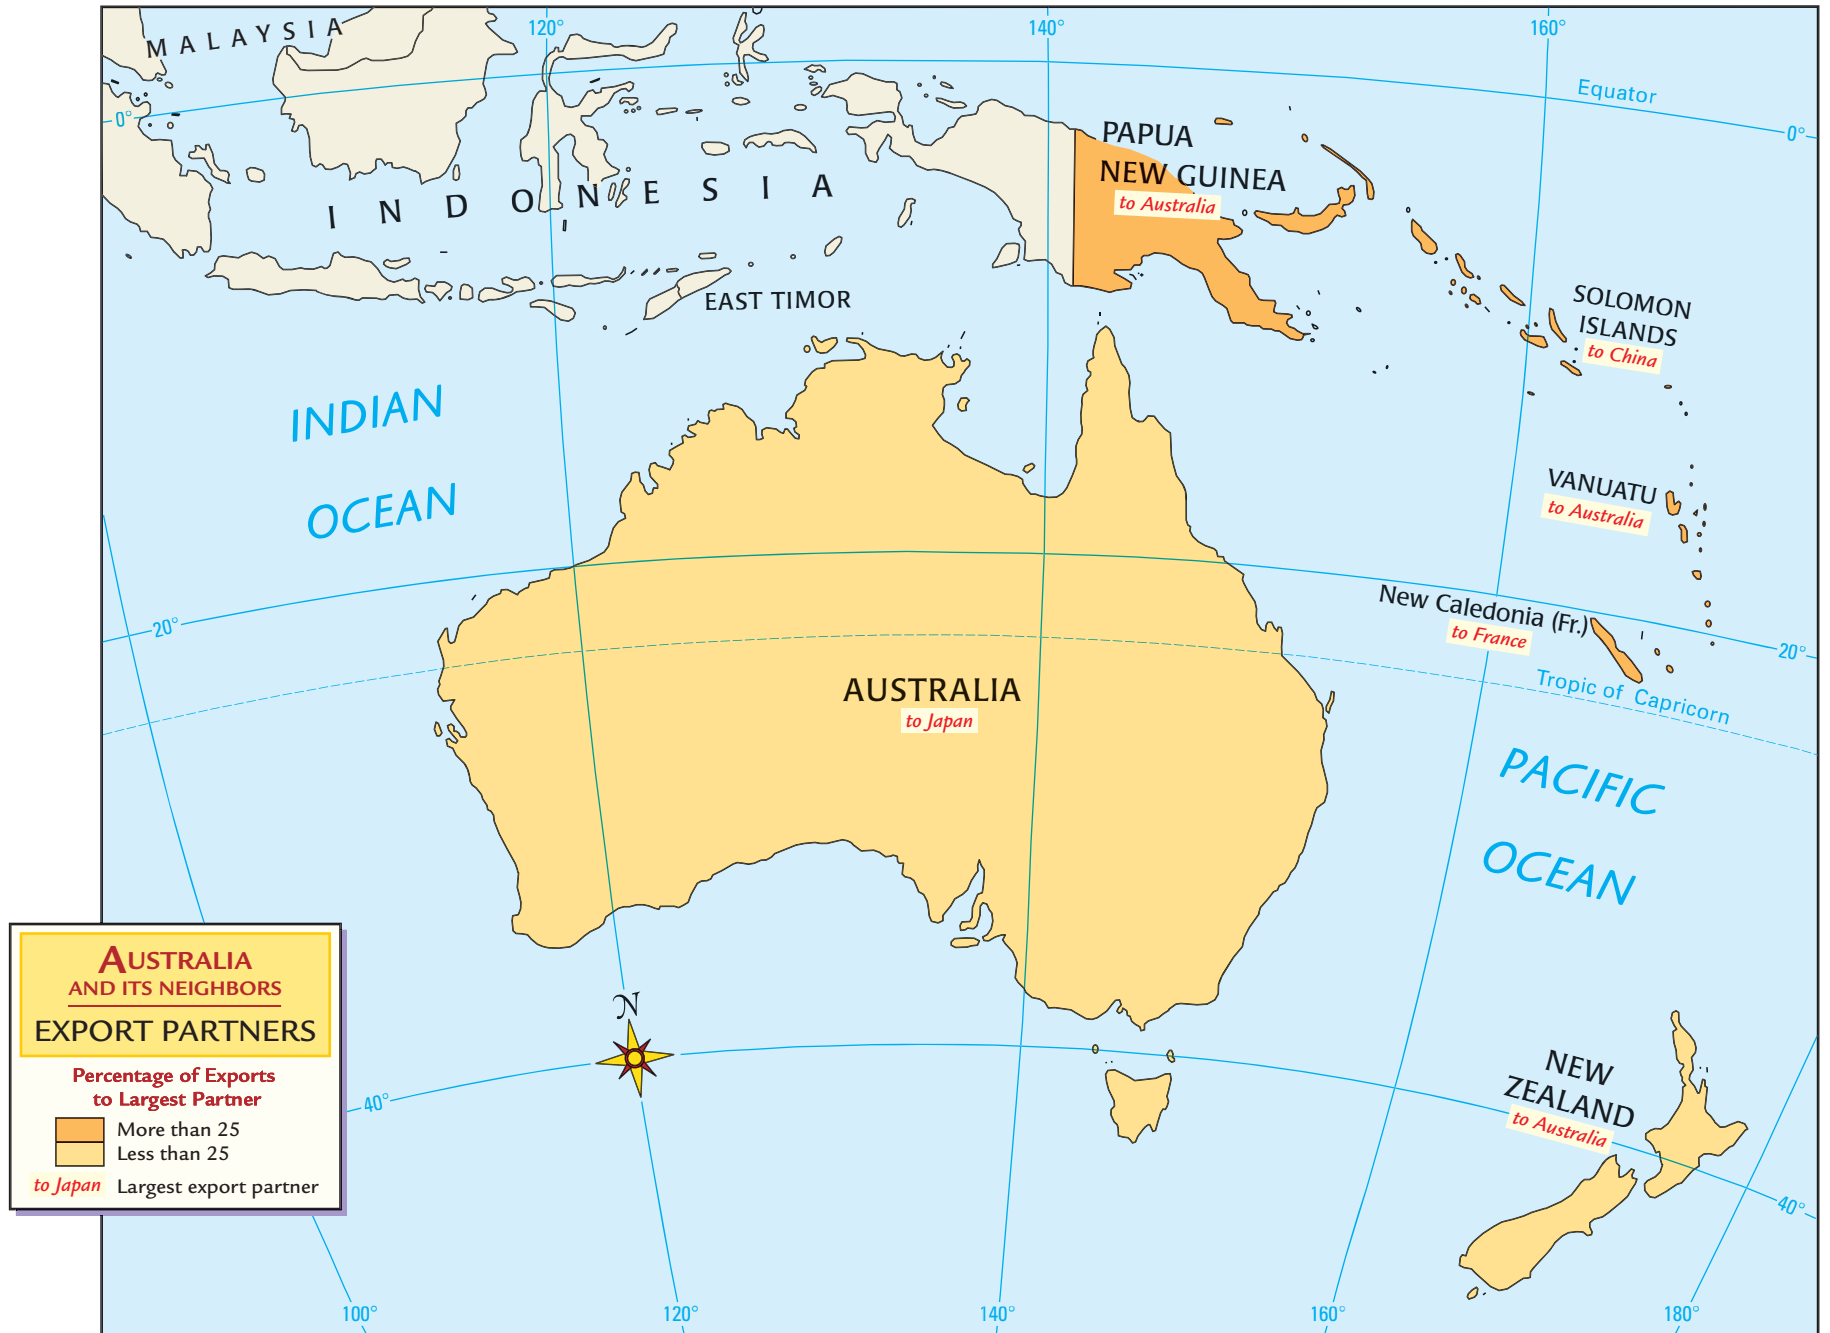 MALAYSIA
120°
140°
160°
Equator
0°
0°
PAPUA
NEW GUINEA
to Australia
INDONESIA
EAST TIMOR
SOLOMON
ISLANDS
to China
INDIAN
OCEAN
VANUATU
to Australia
New Caledonia (Fr.)
to France
20°
20°
Tropic of Capricorn
AUSTRALIA
to Japan
PACIFIC
OCEAN
N
NEW
ZEALAND
to Australia
40°
40°
AUSTRALIA
AND ITS NEIGHBORS
EXPORT PARTNERS
Percentage of Exports
to Largest Partner
More than 25
Less than 25
to Japan Largest export partner
100°
120°
140°
160°
180°